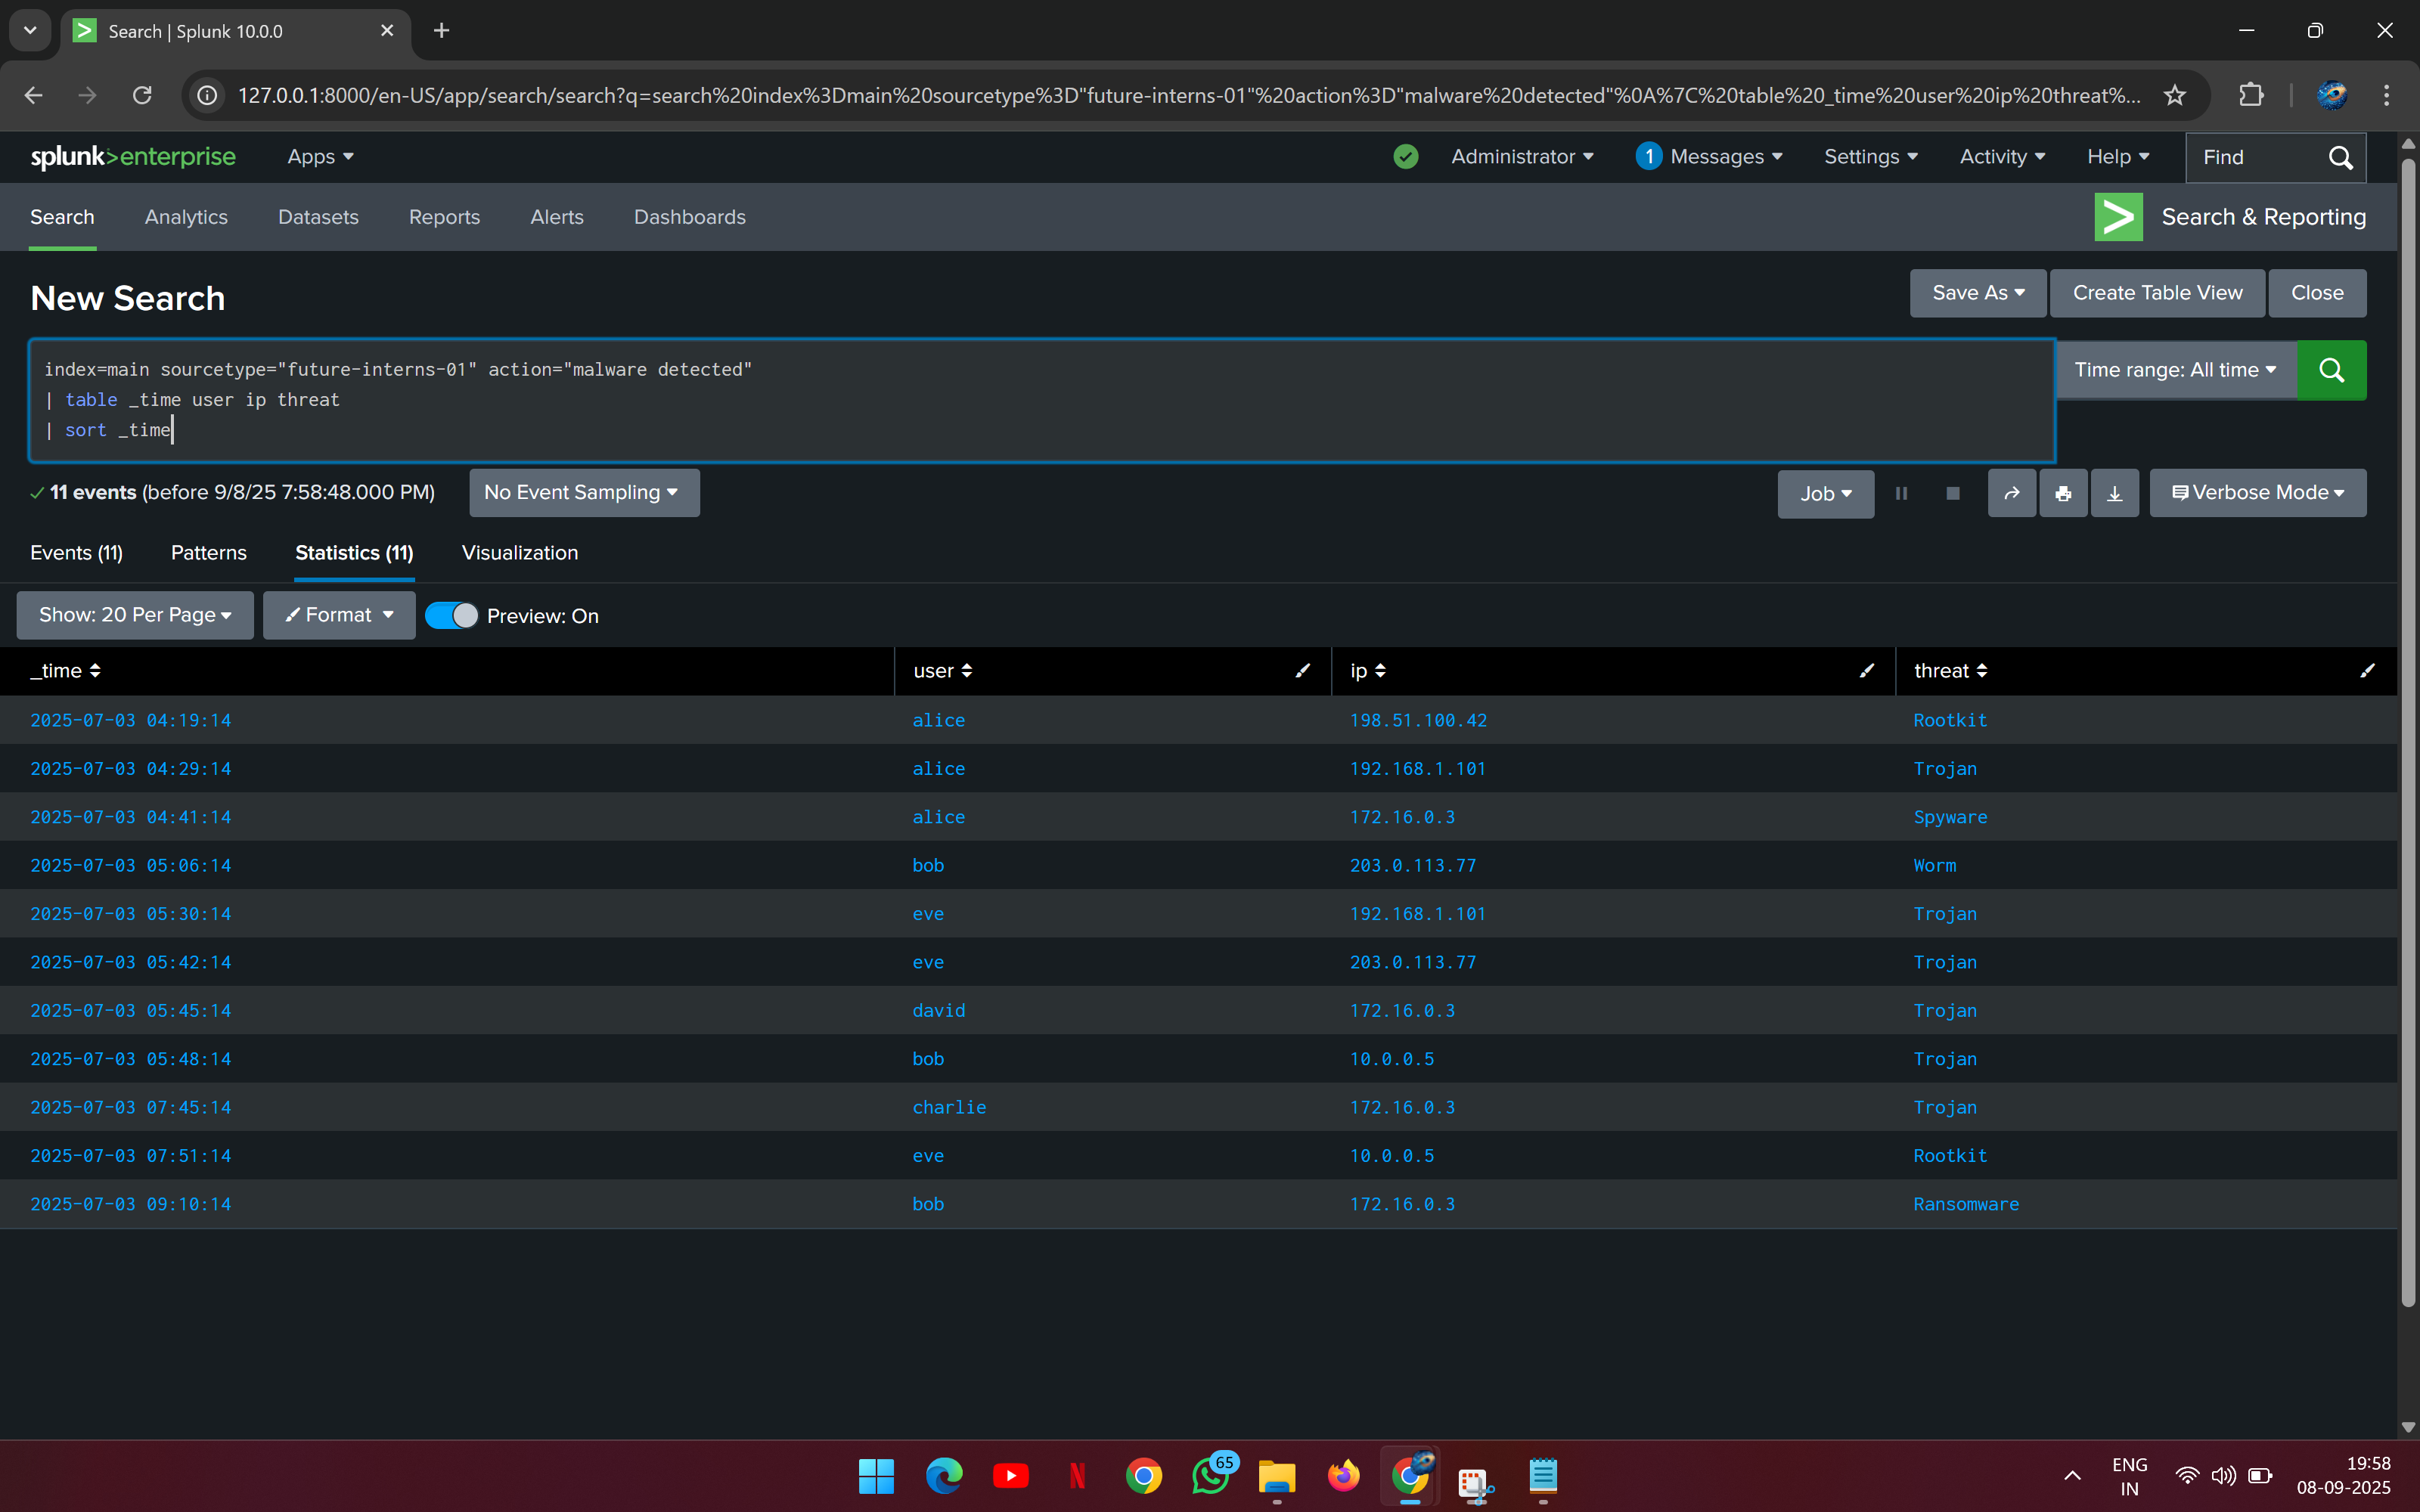 Search | Splunk 10.0.0
127.0.0.1:8000/en-US/app/search/search?q=search%20index%3Dmain%20sourcetype%3D"future-interns-01"%20action%3D"malware%20detected"%0A%7C%20table%20_time%20user%20ip%20threat%...
splunk>enterprise Apps Administrator 1 Messages Settings Activity Help Find
Search Analytics Datasets Reports Alerts Dashboards Search & Reporting
New Search Save As Create Table View Close
index=main sourcetype="future-interns-01" action="malware detected" Time range: All time
| table _time user ip threat
| sort _time
11 events (before 9/8/25 7:58:48.000 PM) No Event Sampling Job Verbose Mode
Events (11) Patterns Statistics (11) Visualization
Show: 20 Per Page Format Preview: On
_time user ip threat
2025-07-03 04:19:14 alice 198.51.100.42 Rootkit
2025-07-03 04:29:14 alice 192.168.1.101 Trojan
2025-07-03 04:41:14 alice 172.16.0.3 Spyware
2025-07-03 05:06:14 bob 203.0.113.77 Worm
2025-07-03 05:30:14 eve 192.168.1.101 Trojan
2025-07-03 05:42:14 eve 203.0.113.77 Trojan
2025-07-03 05:45:14 david 172.16.0.3 Trojan
2025-07-03 05:48:14 bob 10.0.0.5 Trojan
2025-07-03 07:45:14 charlie 172.16.0.3 Trojan
2025-07-03 07:51:14 eve 10.0.0.5 Rootkit
2025-07-03 09:10:14 bob 172.16.0.3 Ransomware
65
ENG 19:58
IN 08-09-2025